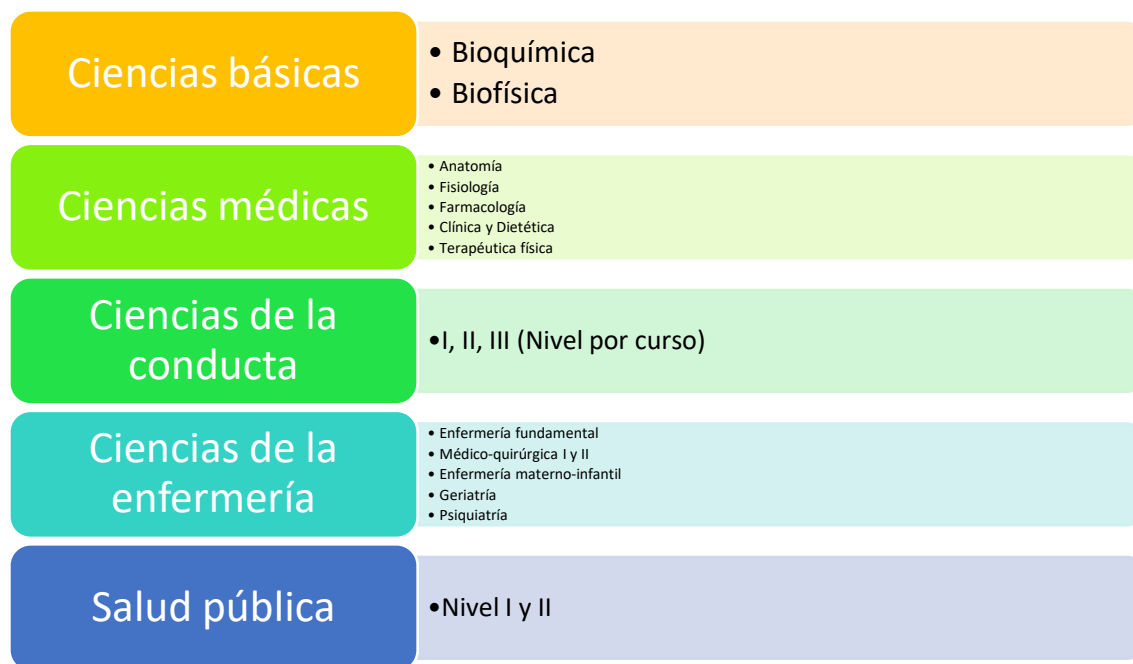 Ciencias básicas
• Bioquímica
• Biofísica
Ciencias médicas
• Anatomía
• Fisiología
• Farmacología
• Clínica y Dietética
• Terapéutica física
Ciencias de la
conducta
•I, II, III (Nivel por curso)
Ciencias de la
enfermería
• Enfermería fundamental
• Médico-quirúrgica I y II
• Enfermería materno-infantil
• Geriatría
• Psiquiatría
Salud pública
•Nivel I y II